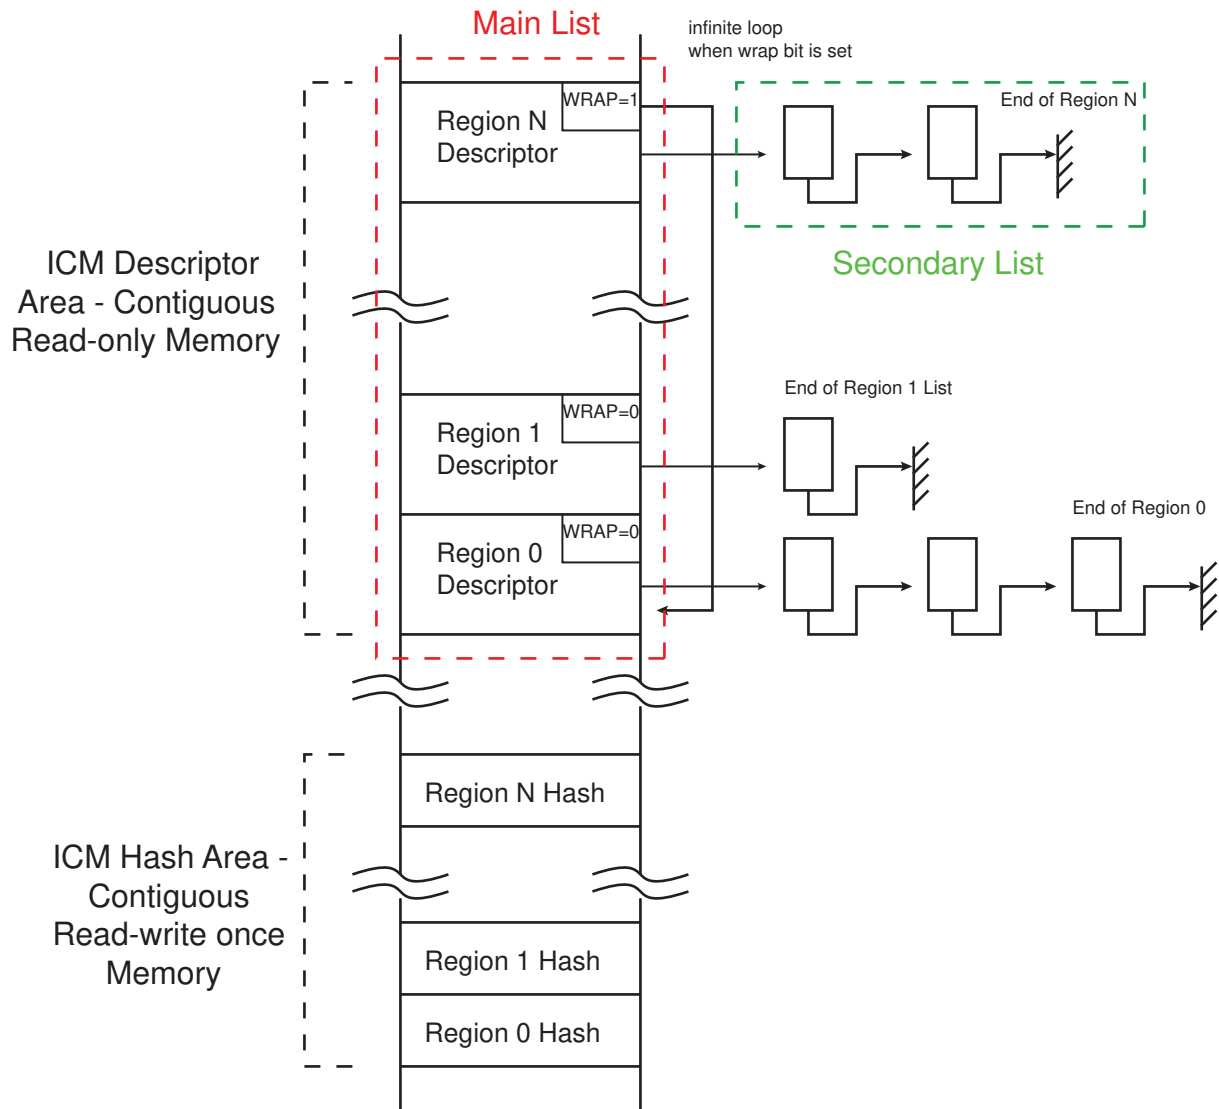 Main List
infinite loop
when wrap bit is set
WRAP=1
Region N
Descriptor
End of Region N
Secondary List
ICM Descriptor
Area - Contiguous
Read-only Memory
End of Region 1 List
WRAP=0
Region 1
Descriptor
End of Region 0
WRAP=0
Region 0
Descriptor
Region N Hash
ICM Hash Area -
Contiguous
Read-write once
Memory
Region 1 Hash
Region 0 Hash